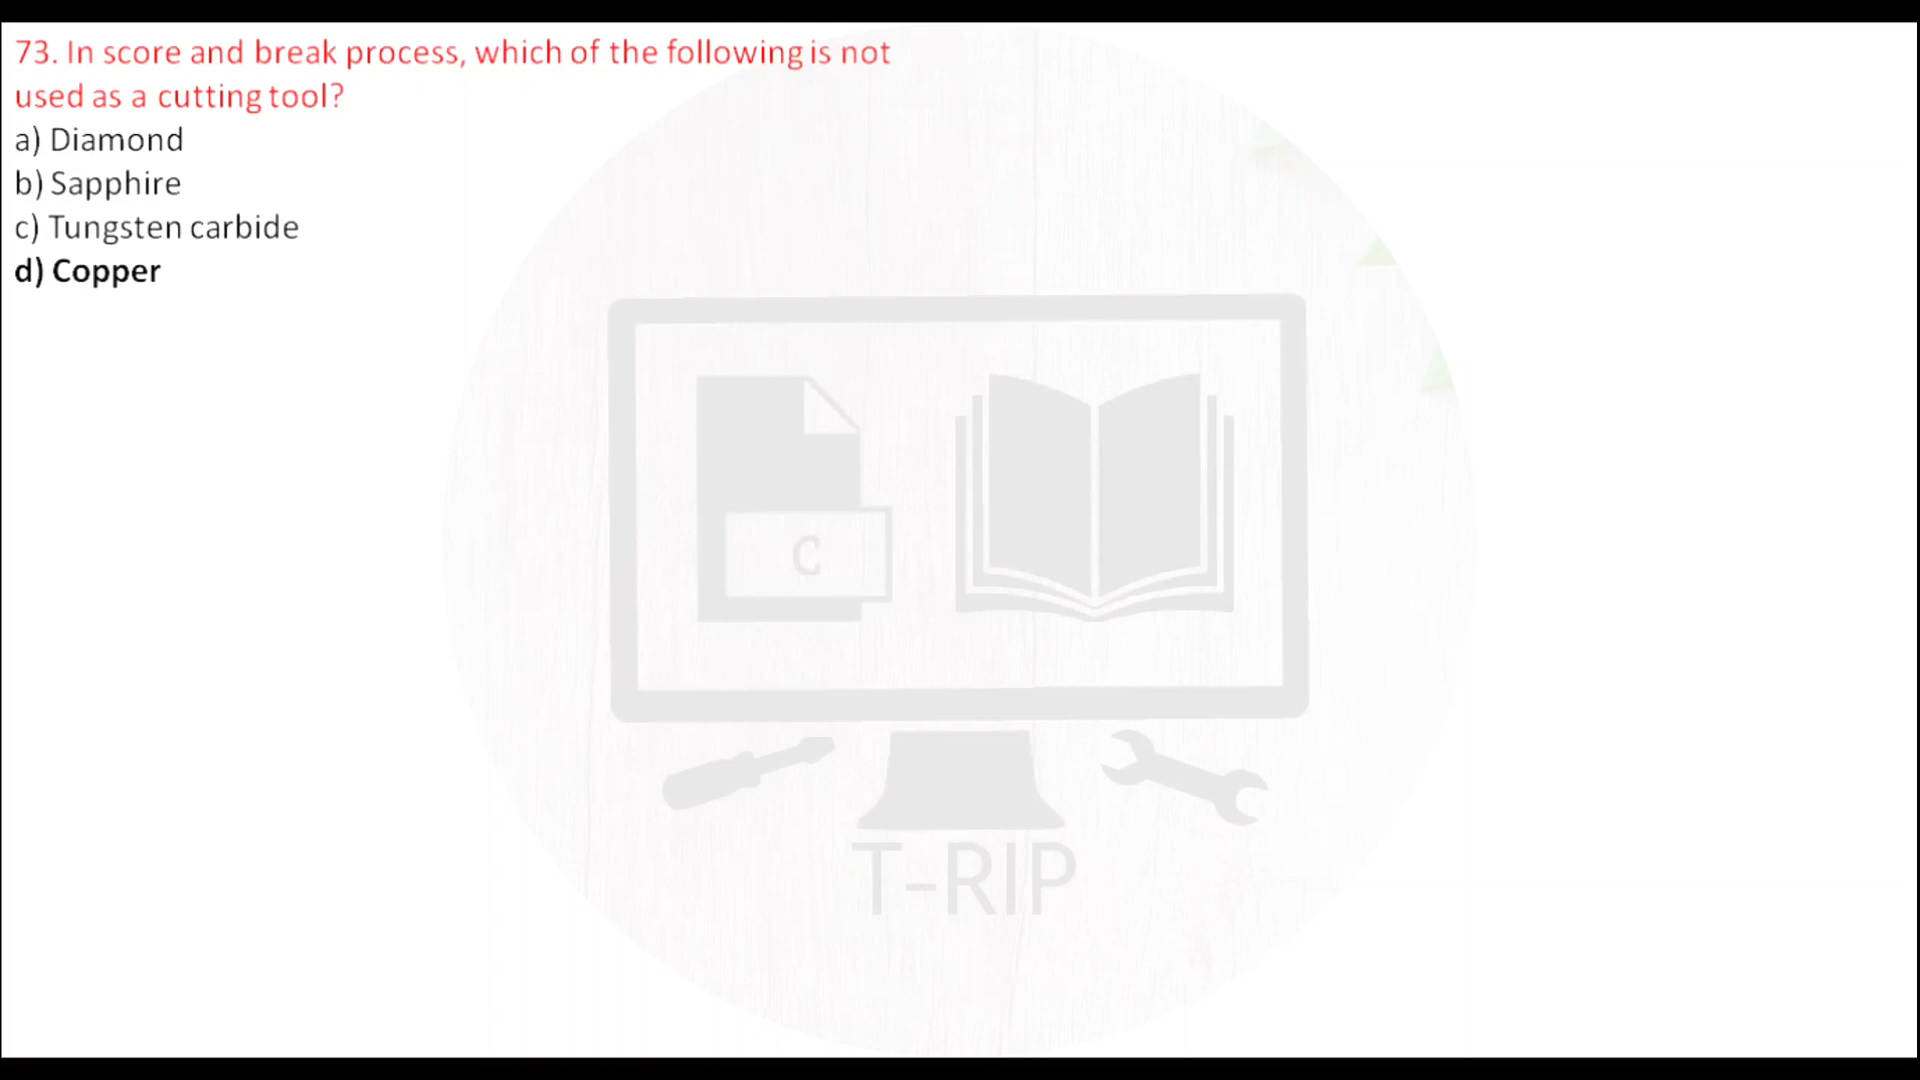 73. In score and break process, which of the following is not
used as a cutting tool?
a) Diamond
b) Sapphire
c) Tungsten carbide
d) Copper
C
T-RIP